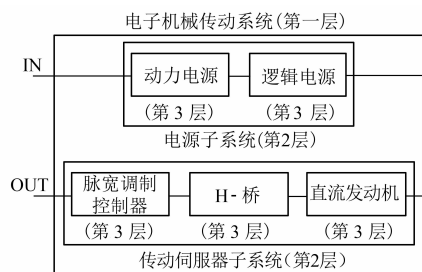 电子机械传动系统(第一层)
IN
动力电源
逻辑电源
(第 3 层)
(第 3 层)
电源子系统(第2层)
OUT
脉宽调制
控制器
H-桥
直流发动机
(第 3 层)
(第 3 层)
(第 3 层)
传动伺服器子系统(第2层)